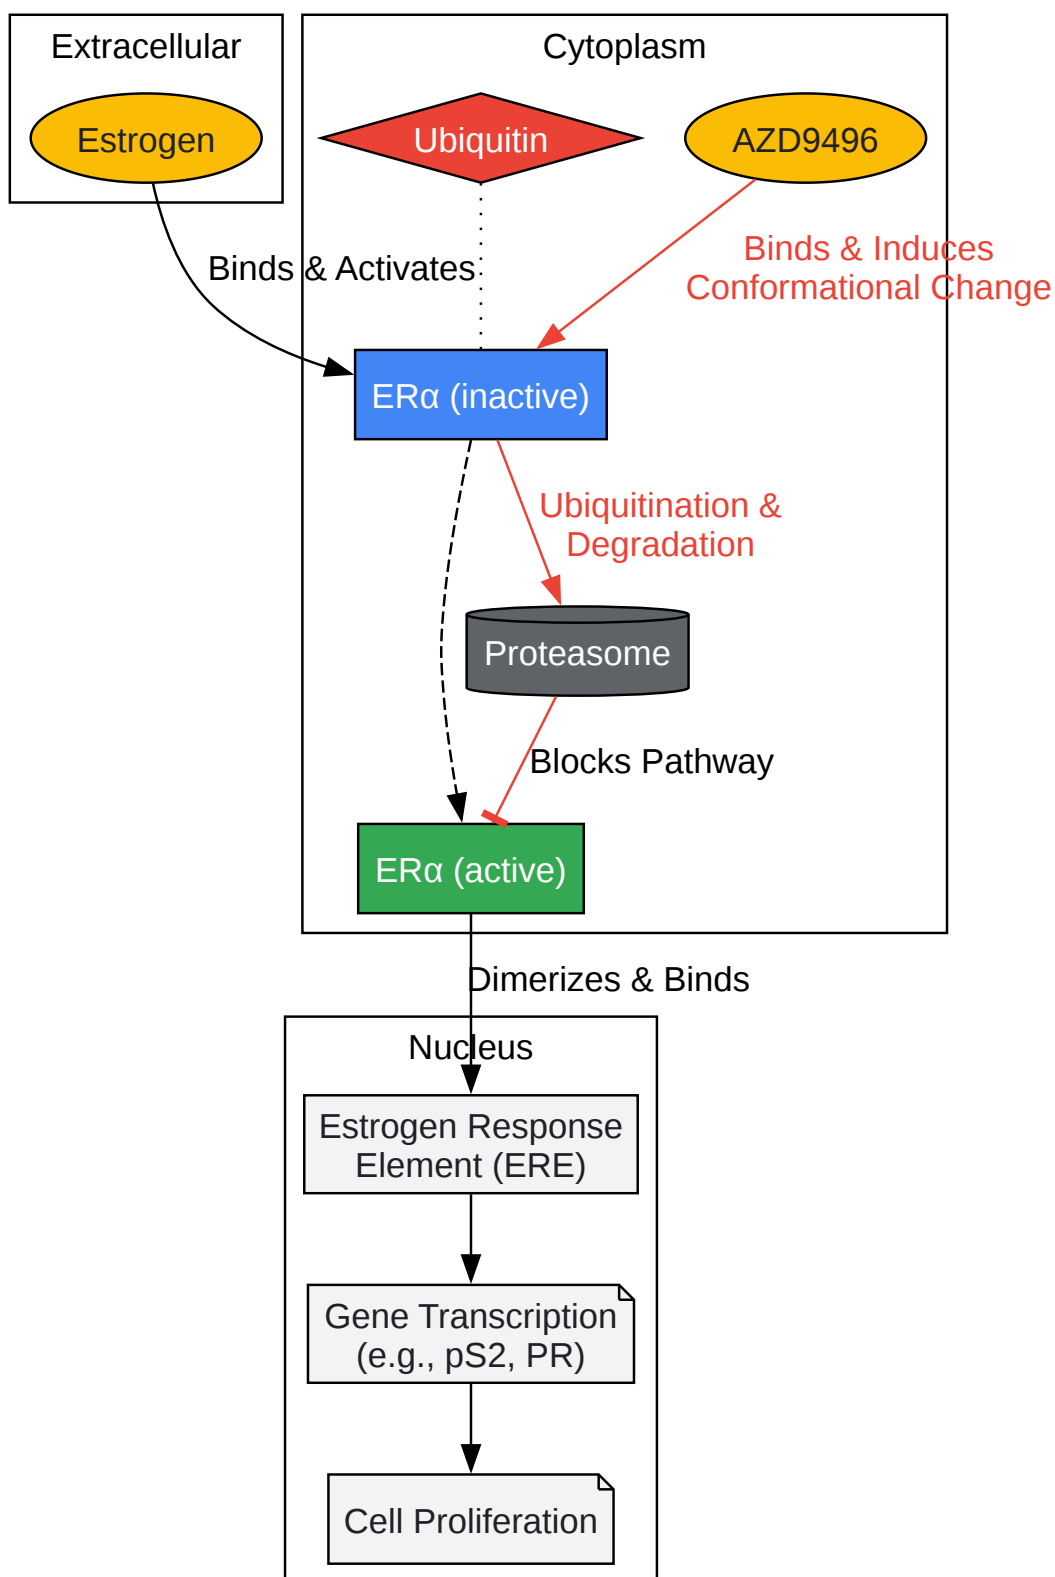 Extracellular
Cytoplasm
Estrogen
Ubiquitin
AZD9496
Binds & Activates
Binds & Induces
Conformational Change
ERα (inactive)
Ubiquitination &
Degradation
Proteasome
Blocks Pathway
ERα (active)
Dimerizes & Binds
Nucleus
Estrogen Response
Element (ERE)
Gene Transcription
(e.g., pS2, PR)
Cell Proliferation